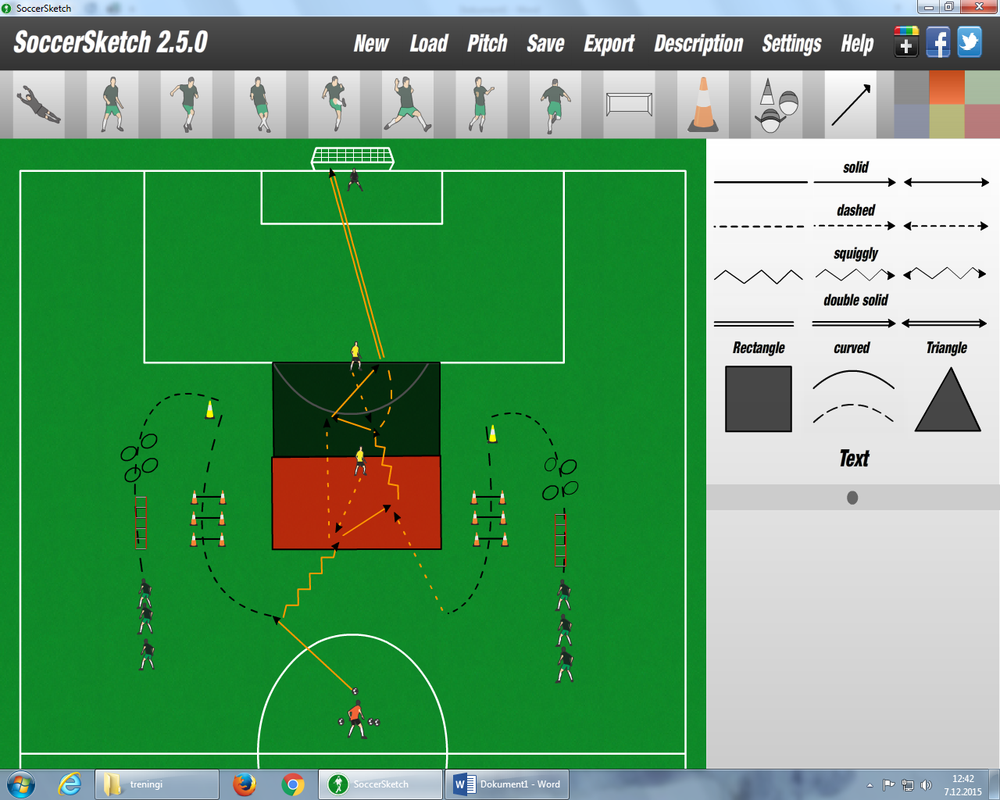 SoccerSketch
SoccerSketch 2.5.0
New Load Pitch Save Export Description Settings Help
solid
dashed
squiggly
double solid
Rectangle curved Triangle
Text
treningi
SoccerSketch
Dokument1 - Word
12:42
7.12.2015